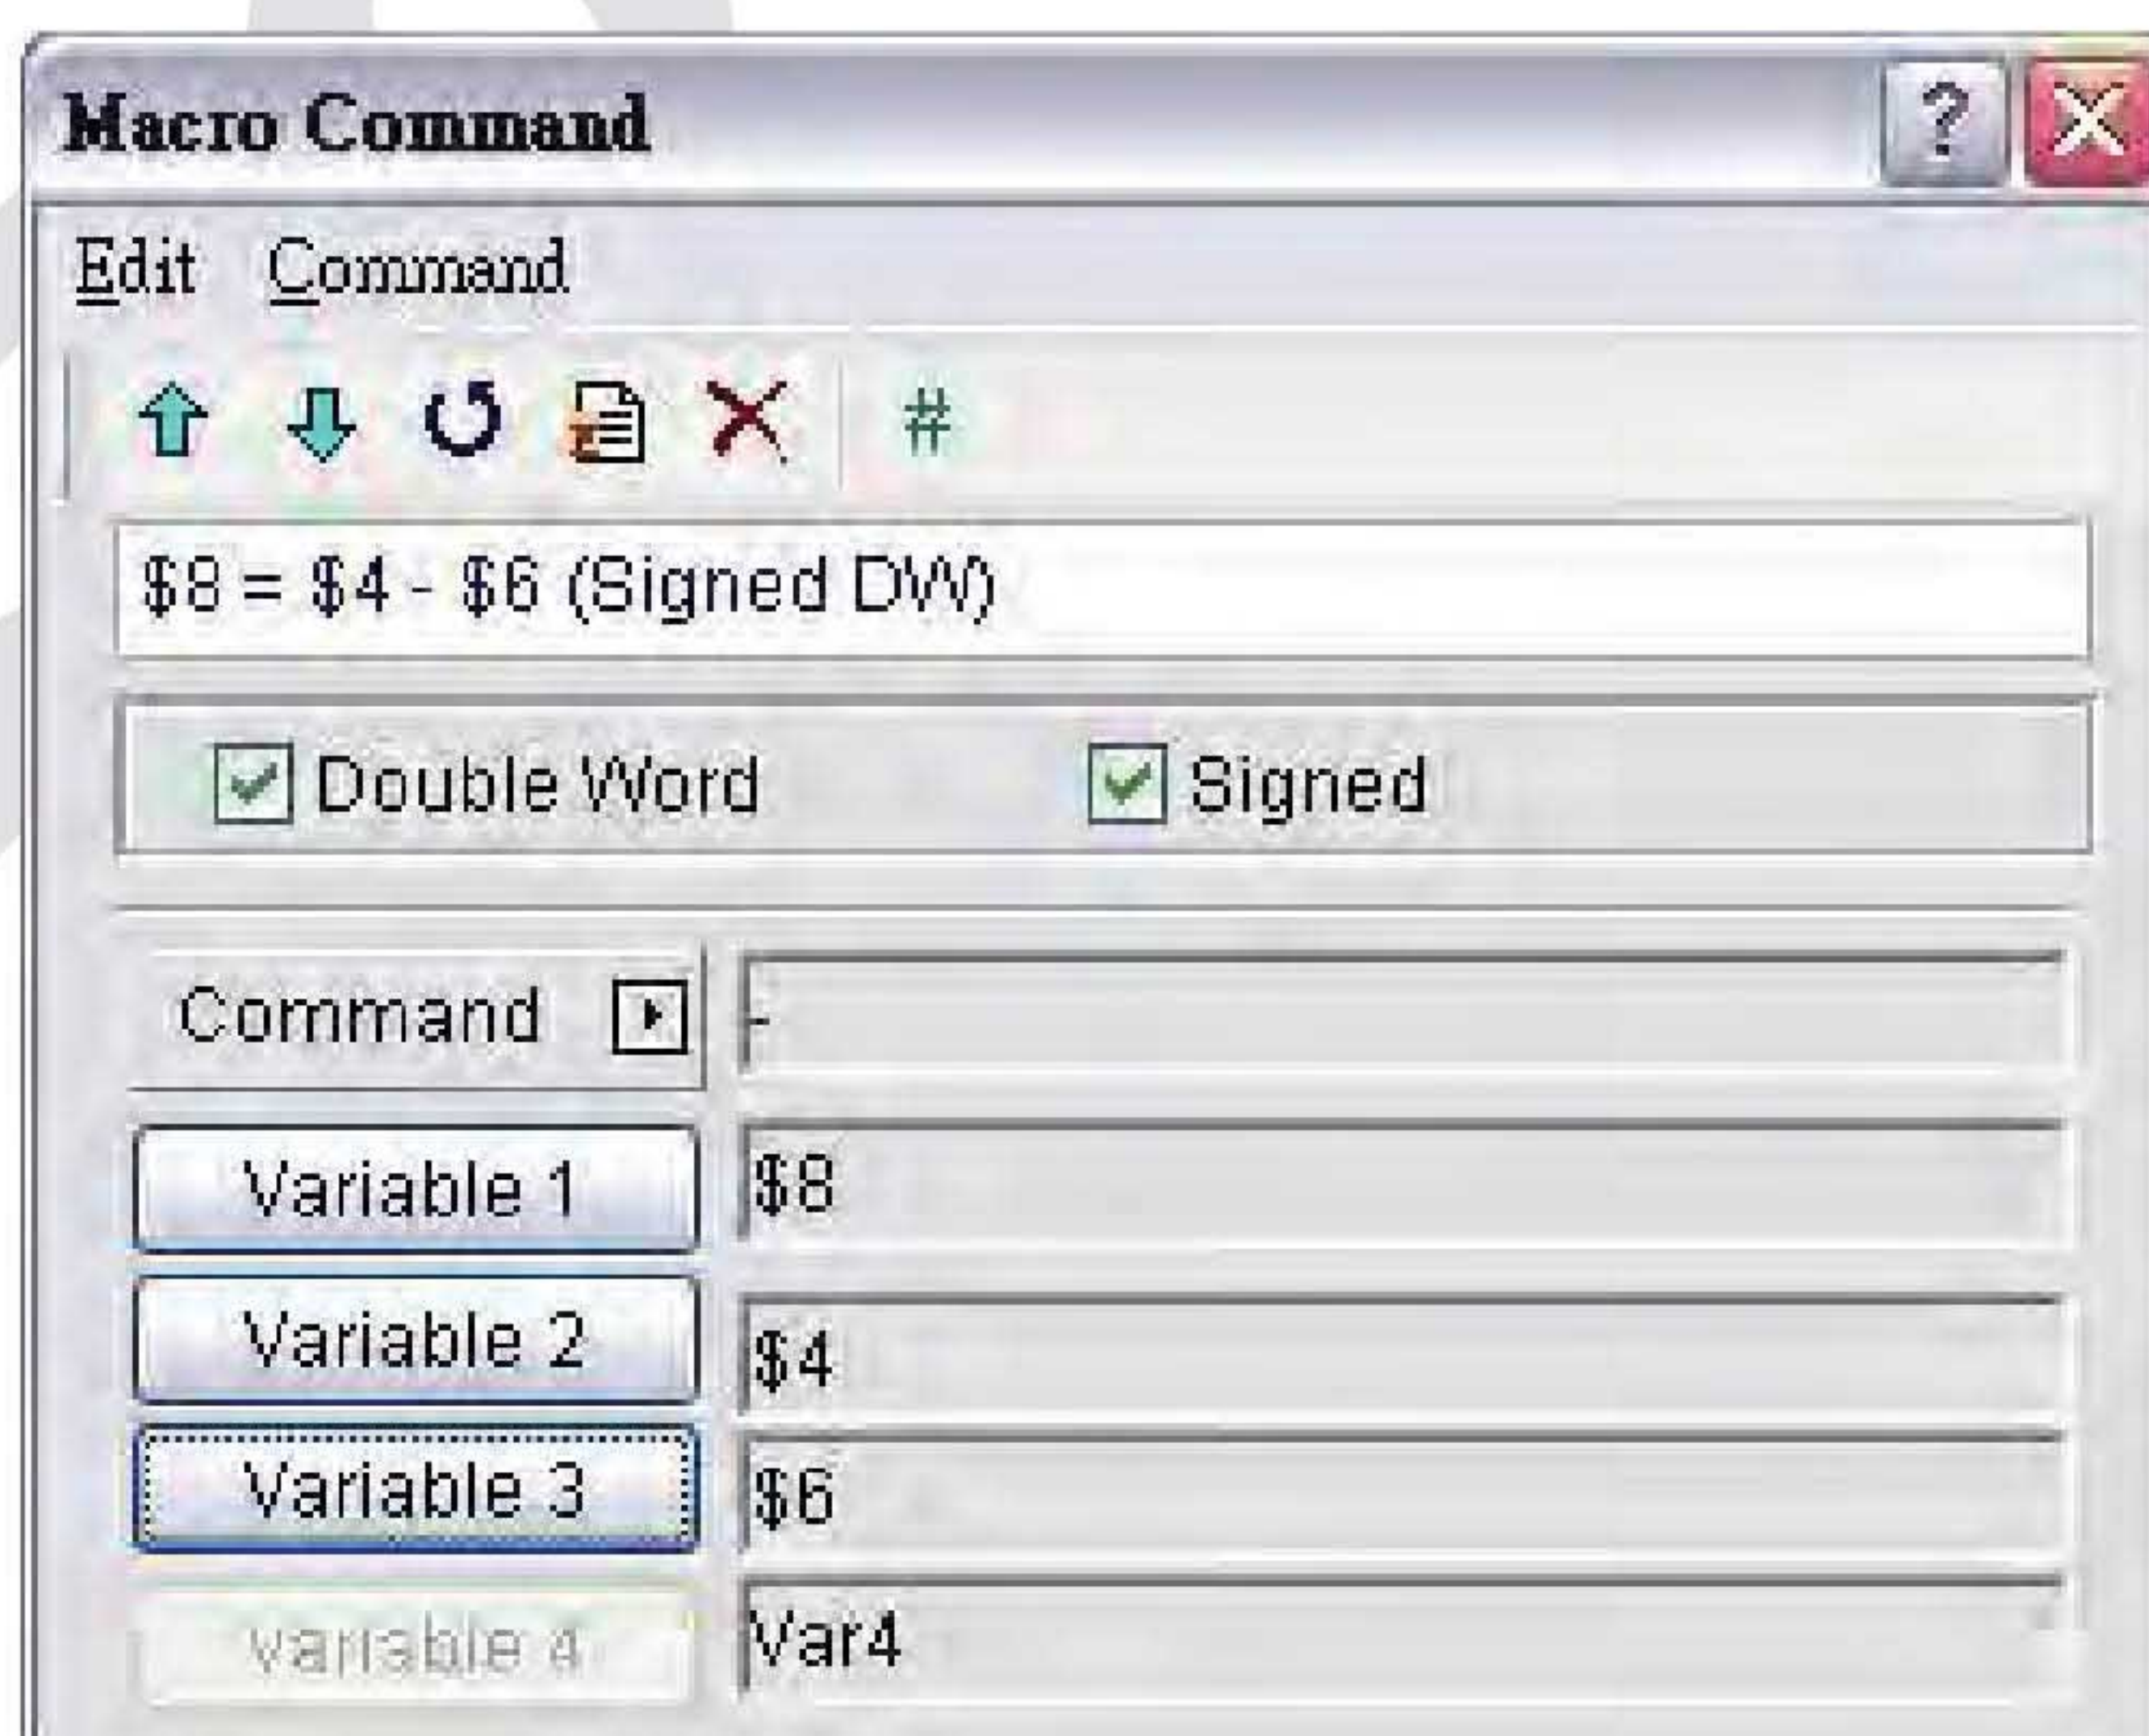 Macro Command ?
Edit Command
#
$8 = $4 - $6 (Signed DW)
Double Word Signed
Command -
Variable 1 $8
Variable 2 $4
Variable 3 $6
Variable 4 Var4